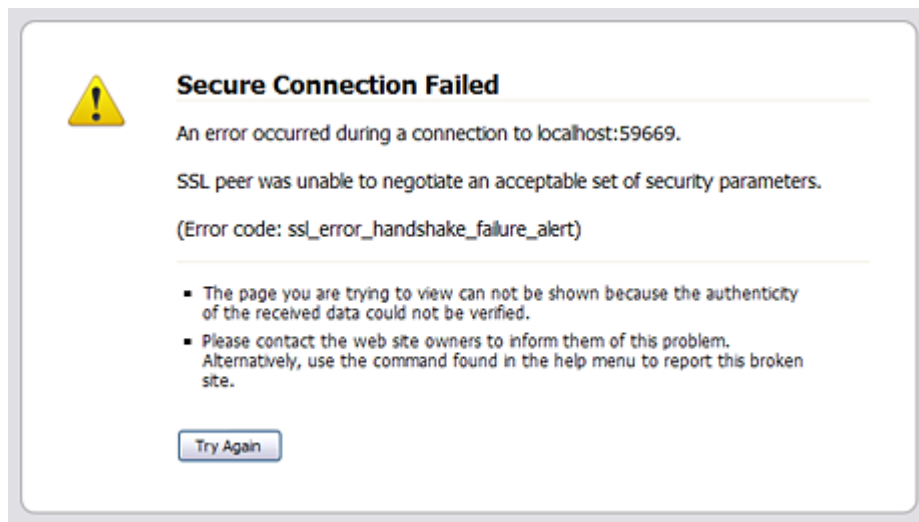 Secure Connection Failed
An error occurred during a connection to localhost:59669.
SSL peer was unable to negotiate an acceptable set of security parameters.
(Error code: ssl_error_handshake_failure_alert)
▪ The page you are trying to view can not be shown because the authenticity
of the received data could not be verified.
▪ Please contact the web site owners to inform them of this problem.
Alternatively, use the command found in the help menu to report this broken
site.
Try Again